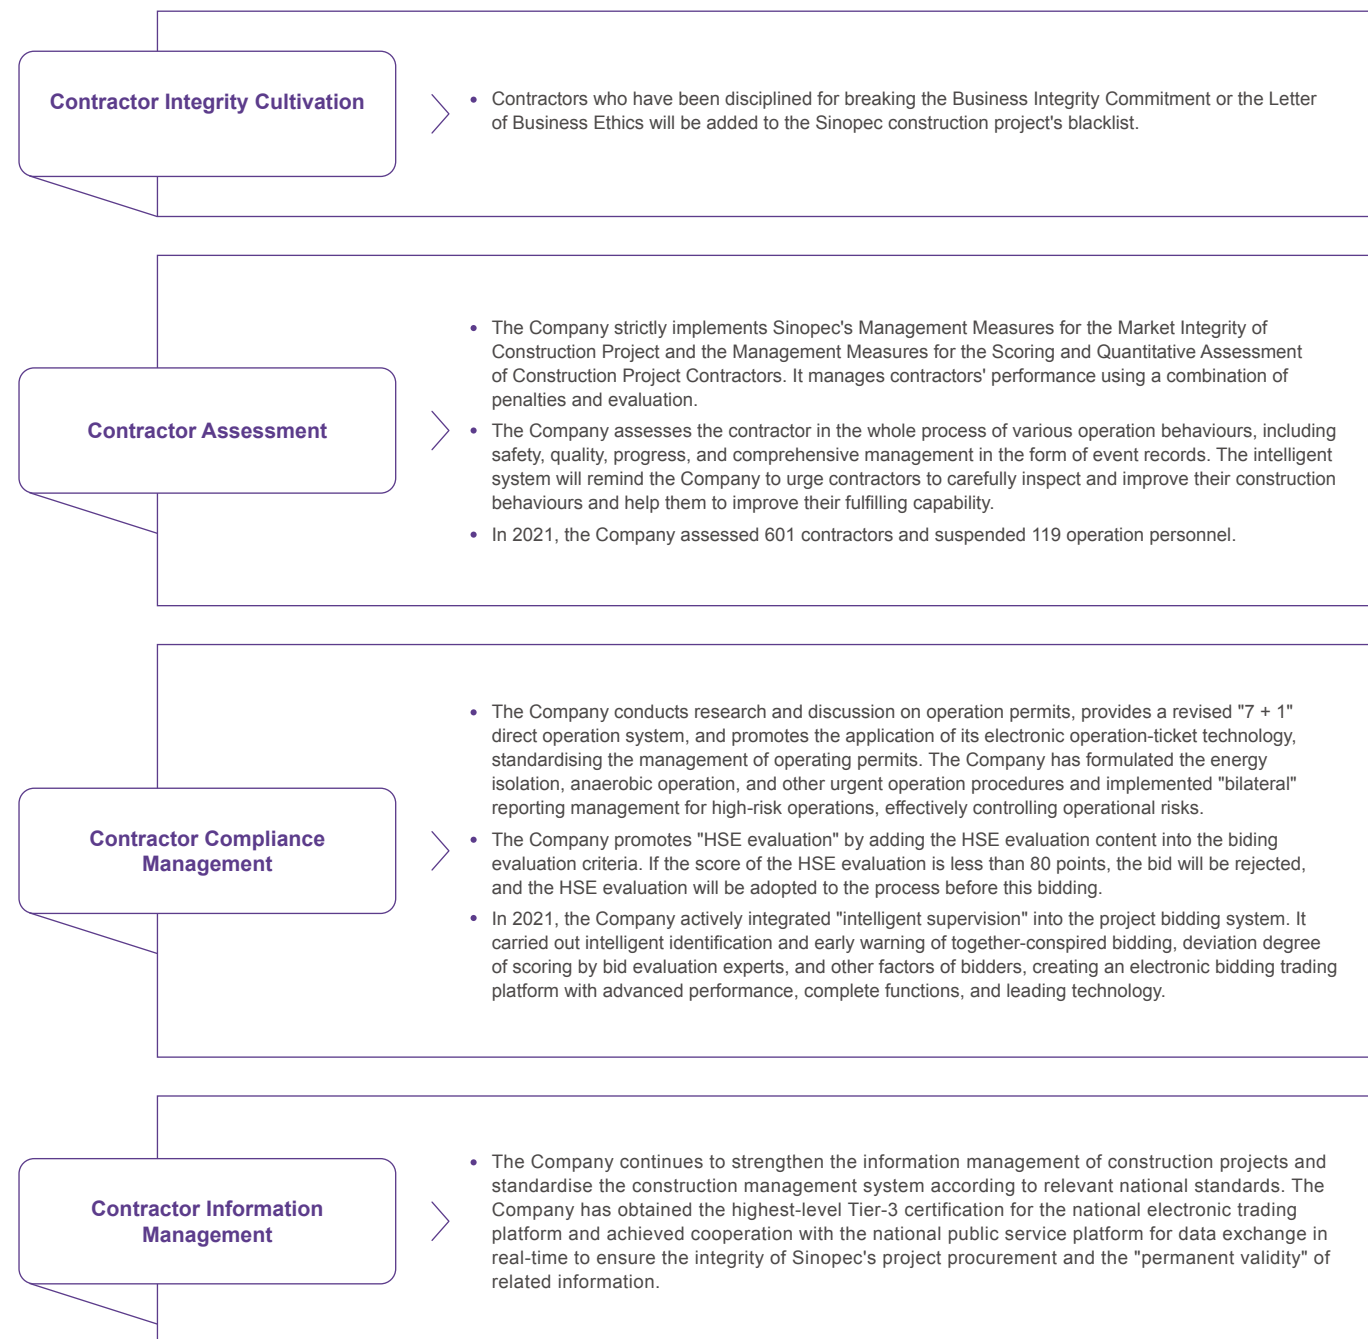 Contractor Integrity Cultivation
• Contractors who have been disciplined for breaking the Business Integrity Commitment or the Letter
of Business Ethics will be added to the Sinopec construction project's blacklist.
Contractor Assessment
• The Company strictly implements Sinopec's Management Measures for the Market Integrity of
Construction Project and the Management Measures for the Scoring and Quantitative Assessment
of Construction Project Contractors. It manages contractors' performance using a combination of
penalties and evaluation.
• The Company assesses the contractor in the whole process of various operation behaviours, including
safety, quality, progress, and comprehensive management in the form of event records. The intelligent
system will remind the Company to urge contractors to carefully inspect and improve their construction
behaviours and help them to improve their fulfilling capability.
• In 2021, the Company assessed 601 contractors and suspended 119 operation personnel.
Contractor Compliance
Management
• The Company conducts research and discussion on operation permits, provides a revised "7 + 1"
direct operation system, and promotes the application of its electronic operation-ticket technology,
standardising the management of operating permits. The Company has formulated the energy
isolation, anaerobic operation, and other urgent operation procedures and implemented "bilateral"
reporting management for high-risk operations, effectively controlling operational risks.
• The Company promotes "HSE evaluation" by adding the HSE evaluation content into the biding
evaluation criteria. If the score of the HSE evaluation is less than 80 points, the bid will be rejected,
and the HSE evaluation will be adopted to the process before this bidding.
• In 2021, the Company actively integrated "intelligent supervision" into the project bidding system. It
carried out intelligent identification and early warning of together-conspired bidding, deviation degree
of scoring by bid evaluation experts, and other factors of bidders, creating an electronic bidding trading
platform with advanced performance, complete functions, and leading technology.
Contractor Information
Management
• The Company continues to strengthen the information management of construction projects and
standardise the construction management system according to relevant national standards. The
Company has obtained the highest-level Tier-3 certification for the national electronic trading
platform and achieved cooperation with the national public service platform for data exchange in
real-time to ensure the integrity of Sinopec's project procurement and the "permanent validity" of
related information.